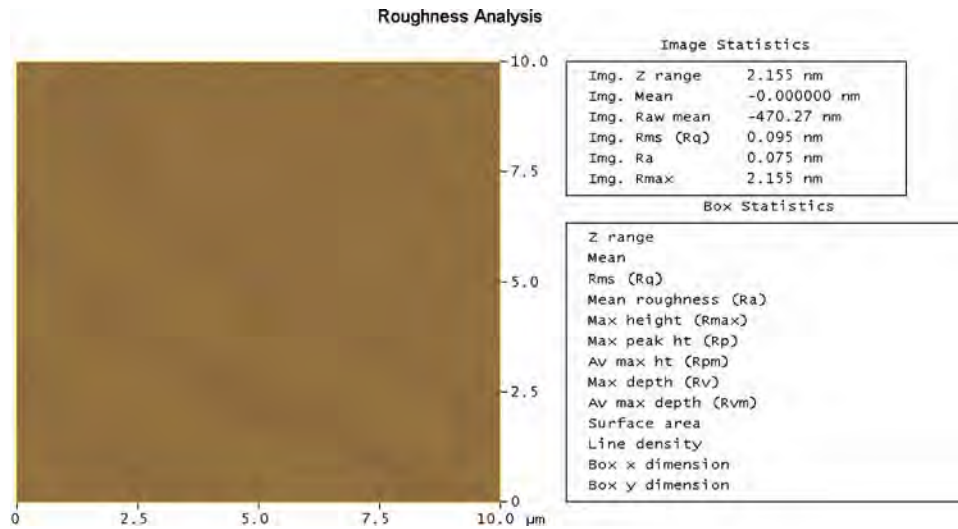 Roughness Analysis
Image Statistics
Img. Z range 2.155 nm
Img. Mean -0.000000 nm
Img. Raw mean -470.27 nm
Img. Rms (Rq) 0.095 nm
Img. Ra 0.075 nm
Img. Rmax 2.155 nm
Box Statistics
Z range
Mean
Rms (Rq)
Mean roughness (Ra)
Max height (Rmax)
Max peak ht (Rp)
Av max ht (Rpm)
Max depth (Rv)
Av max depth (Rvm)
Surface area
Line density
Box x dimension
Box y dimension
10.0
7.5
5.0
2.5
0
0 2.5 5.0 7.5 10.0 µm